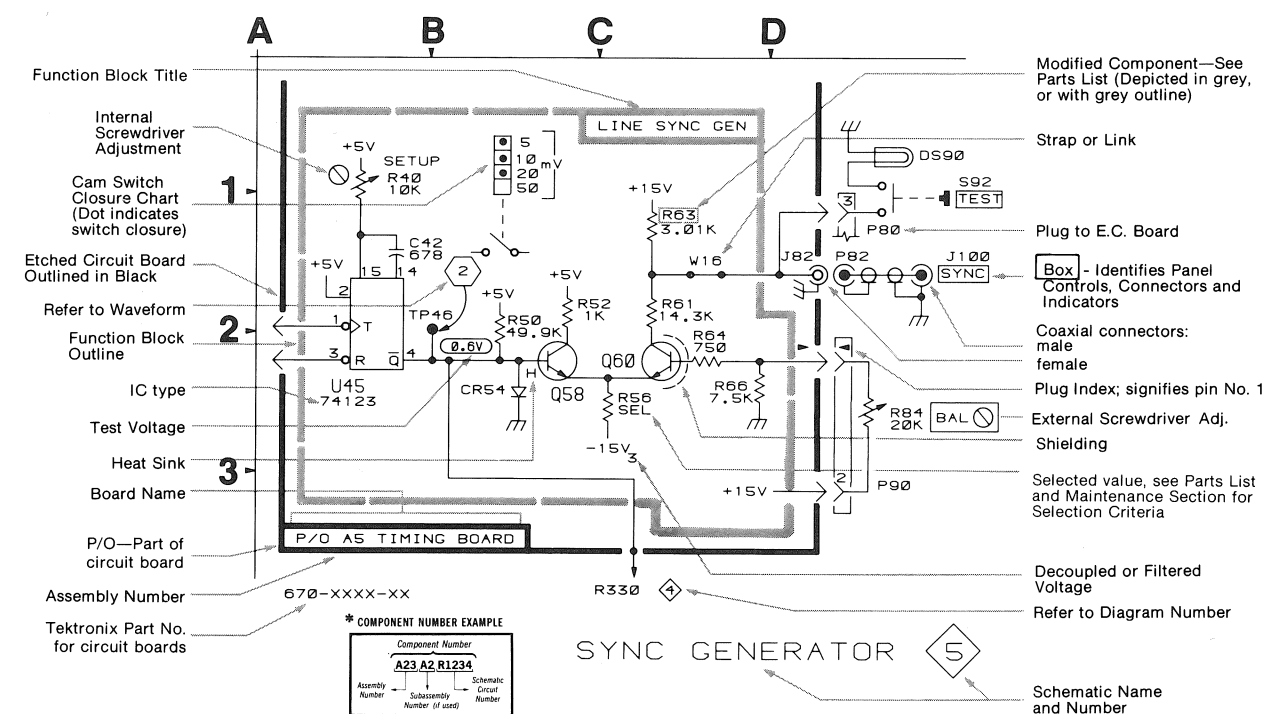 A B C D
Function Block Title
Internal
Screwdriver
Adjustment
Cam Switch
Closure Chart
(Dot indicates
switch closure)
Etched Circuit Board
Outlined in Black
Refer to Waveform
Function Block
Outline
IC type
Test Voltage
Heat Sink
Board Name
P/O—Part of
circuit board
Assembly Number
Tektronix Part No.
for circuit boards
1
2
3
LINE SYNC GEN
+5V
SETUP
R40
10K
5
10
20
50
mV
C42
678
+5V
15 14
2
1
T
3
R
Q̅ 4
U45
74123
2
TP46
0.6V
+5V
R50
49.9K
CR54
H
+5V
R52
1K
Q58
Q60
R56
SEL
-15V3
+15V
R63
3.01K
W16
R61
14.3K
R64
750
R66
7.5K
+15V
J82 P82
J100
SYNC
DS90
S92
TEST
3
P80
R84
20K
BAL
2
P90
P/O A5 TIMING BOARD
670-XXXX-XX
R330 4
* COMPONENT NUMBER EXAMPLE
Component Number
A23 A2 R1234
Assembly
Number
Subassembly
Number (if used)
Schematic
Circuit
Number
SYNC GENERATOR 5
Modified Component—See
Parts List (Depicted in grey,
or with grey outline)
Strap or Link
Plug to E.C. Board
Box - Identifies Panel
Controls, Connectors and
Indicators
Coaxial connectors:
male
female
Plug Index; signifies pin No. 1
External Screwdriver Adj.
Shielding
Selected value, see Parts List
and Maintenance Section for
Selection Criteria
Decoupled or Filtered
Voltage
Refer to Diagram Number
Schematic Name
and Number